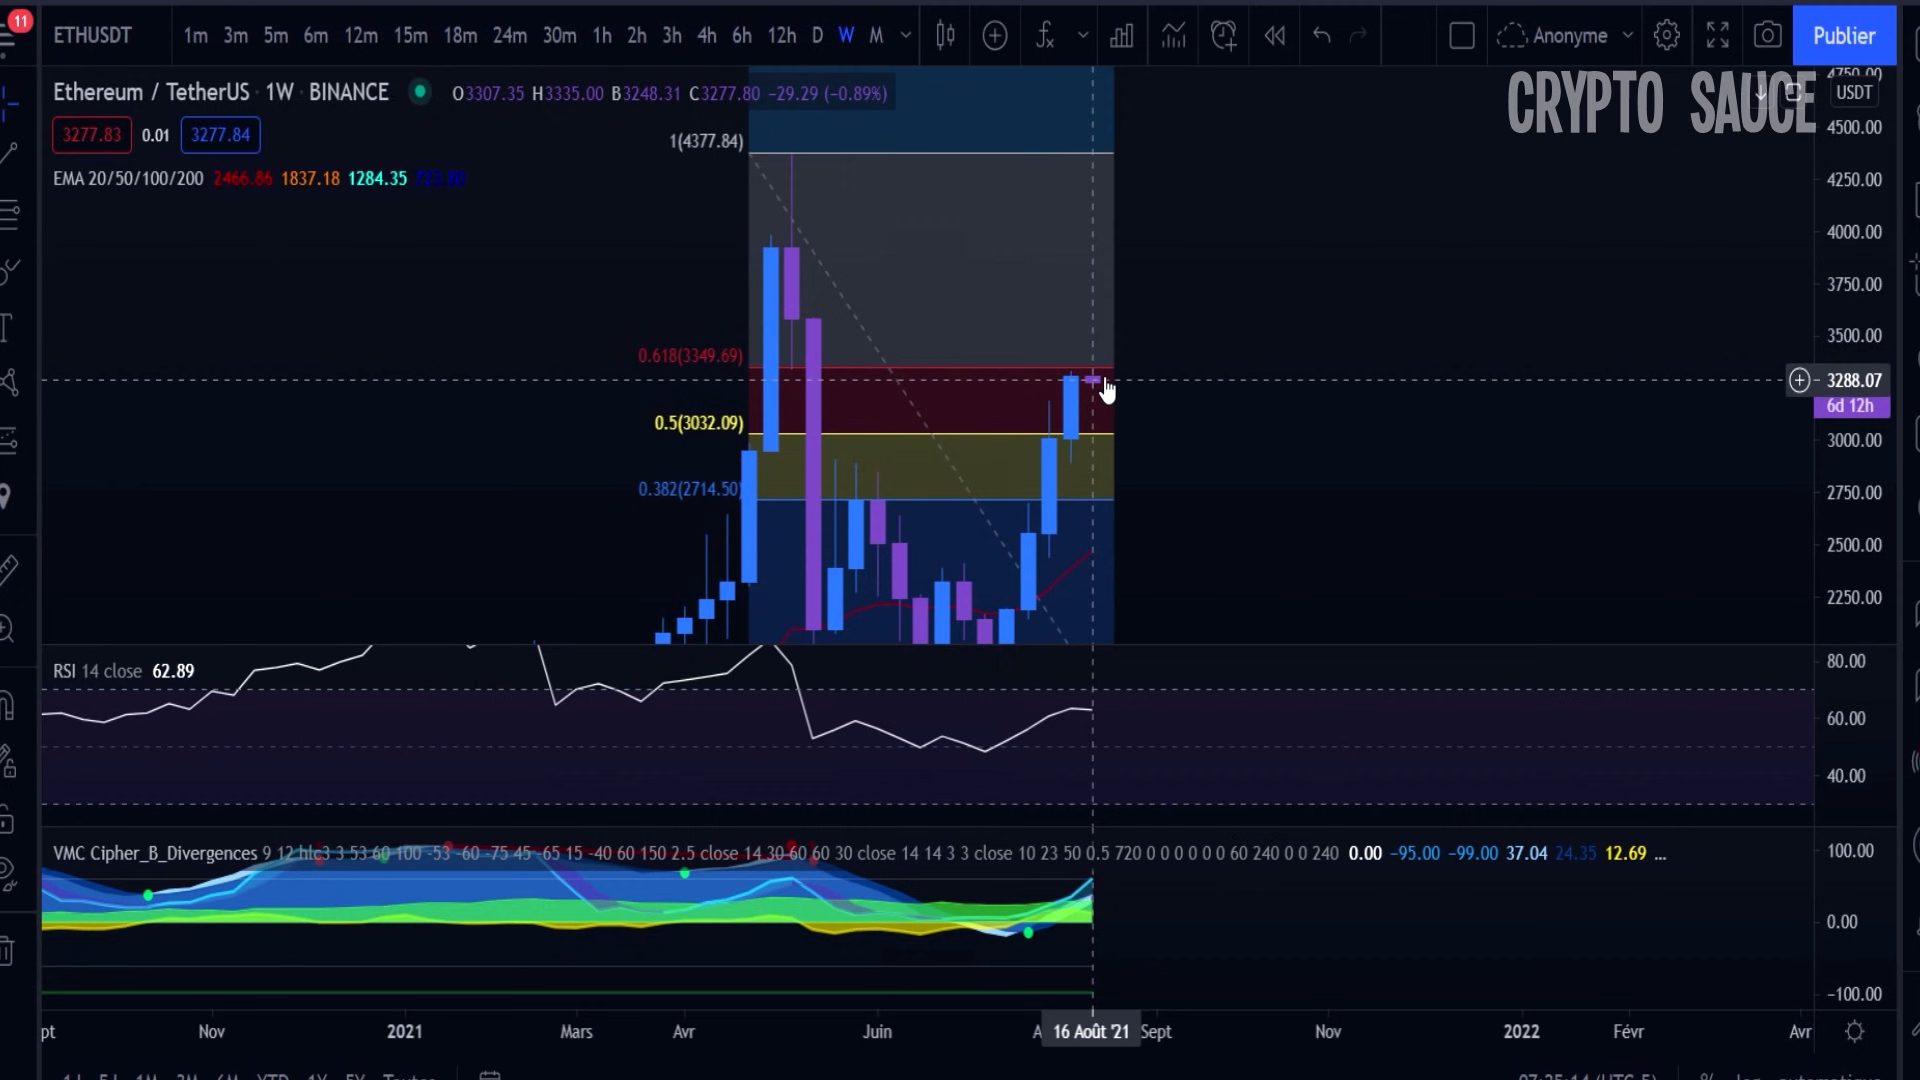 11
ETHUSDT 1m 3m 5m 6m 12m 15m 18m 24m 30m 1h 2h 3h 4h 6h 12h D W M Anonyme Publier
Ethereum / TetherUS · 1W · BINANCE O3307.35 H3335.00 B3248.31 C3277.80 −29.29 (−0.89%)
CRYPTO SAUCE
USDT
3277.83 0.01 3277.84
EMA 20/50/100/200 2466.86 1837.18 1284.35 723.80
1(4377.84)
0.618(3349.69)
0.5(3032.09)
0.382(2714.50)
4750.00
4500.00
4250.00
4000.00
3750.00
3500.00
3288.07
6d 12h
3000.00
2750.00
2500.00
2250.00
RSI 14 close 62.89
80.00
60.00
40.00
VMC Cipher_B_Divergences 9 12 hlc3 3 53 60 100 -53 -60 -75 45 -65 15 -40 60 150 2.5 close 14 30 60 60 30 close 14 14 3 3 close 10 23 50 0.5 720 0 0 0 0 0 0 60 240 0 0 240 0.00 −95.00 −99.00 37.04 24.35 12.69 ...
100.00
0.00
−100.00
pt Nov 2021 Mars Avr Juin A 16 Août '21 Sept Nov 2022 Févr Avr